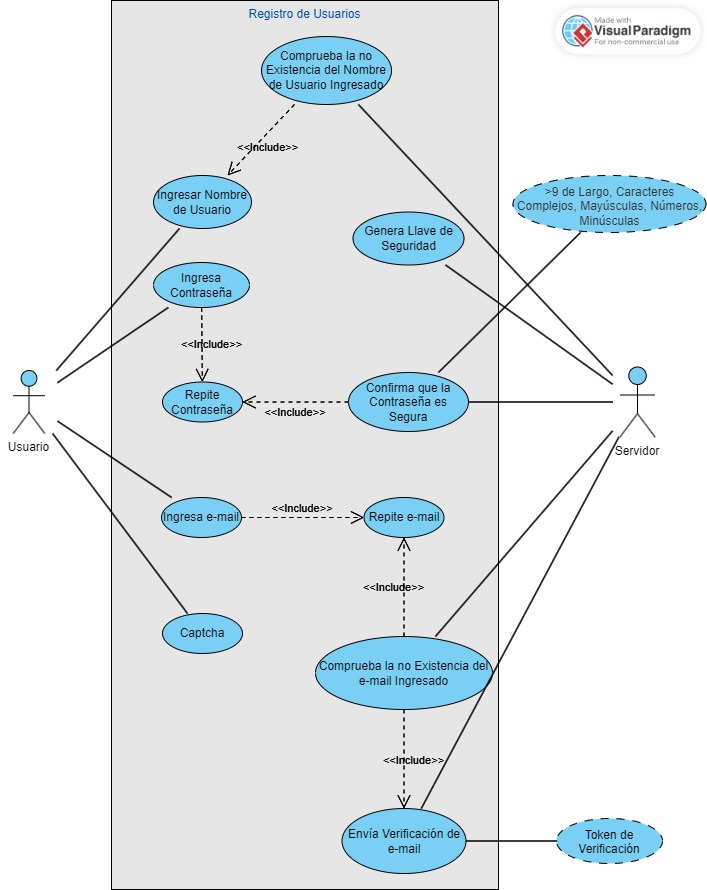 Registro de Usuarios
Made with
VisualParadigm
For non-commercial use
Comprueba la no
Existencia del Nombre
de Usuario Ingresado
<<Include>>
Ingresar Nombre
de Usuario
>9 de Largo, Caracteres
Complejos, Mayúsculas, Números,
Minúsculas
Genera Llave de
Seguridad
Ingresa
Contraseña
<<Include>>
Repite
Contraseña
<<Include>>
Confirma que la
Contraseña es
Segura
Usuario
Servidor
Ingresa e-mail
<<Include>>
Repite e-mail
<<Include>>
Captcha
Comprueba la no Existencia del
e-mail Ingresado
<<Include>>
Envía Verificación de
e-mail
Token de
Verificación